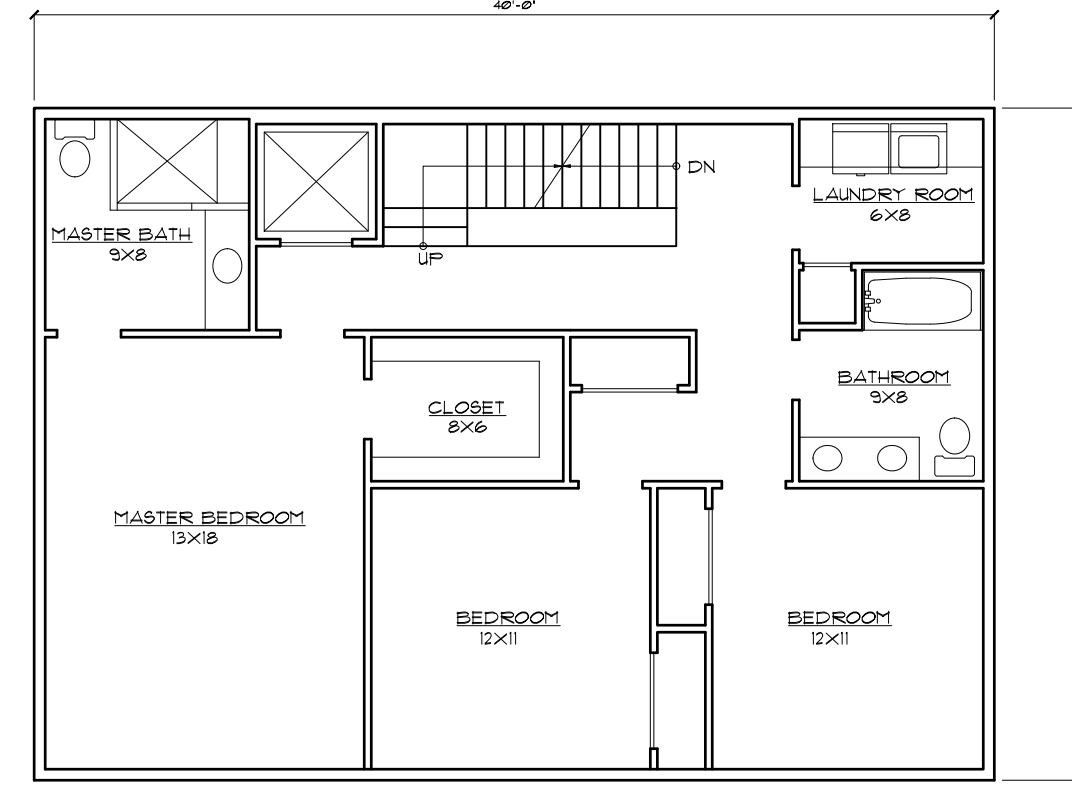 40'-0"
DN
LAUNDRY ROOM
6X8
MASTER BATH
9X8
UP
BATHROOM
9X8
CLOSET
8X6
MASTER BEDROOM
13X18
BEDROOM
12X11
BEDROOM
12X11